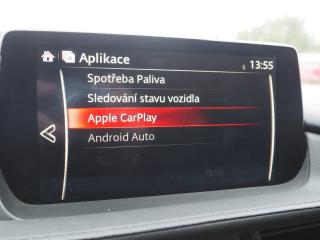 Aplikace
13:55
Spotřeba Paliva
Sledování stavu vozidla
Apple CarPlay
Android Auto